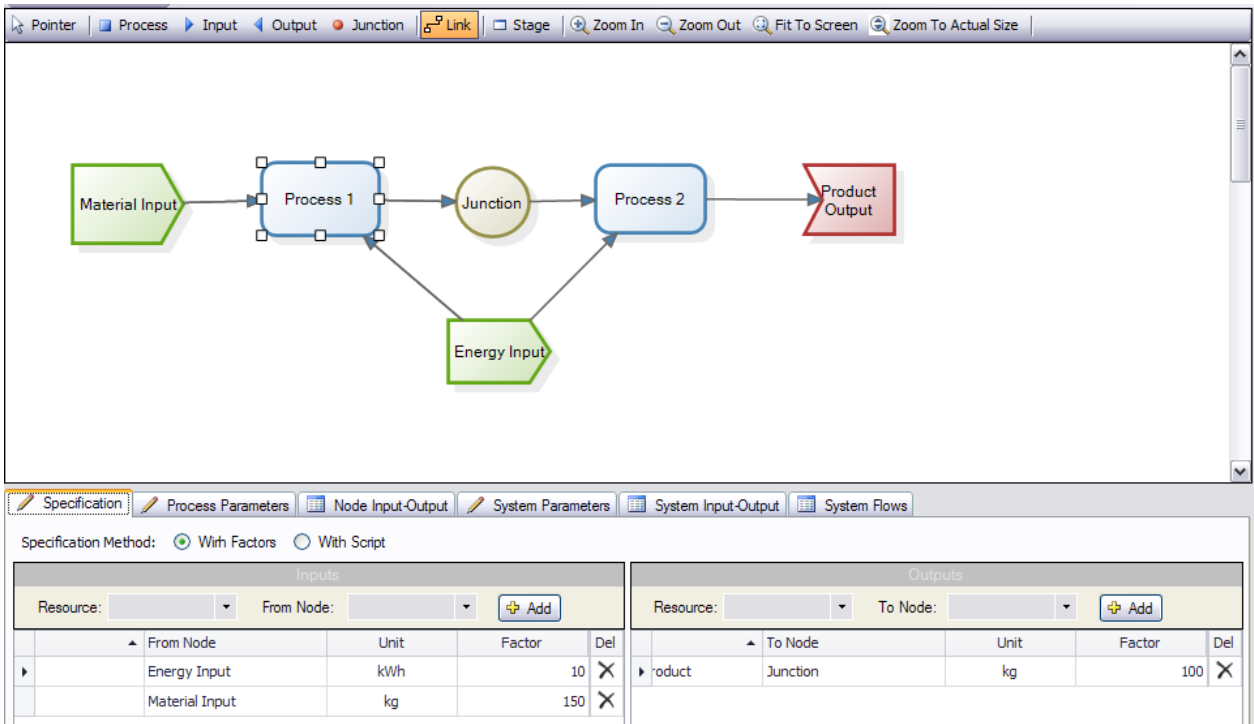 Pointer Process Input Output Junction Link Stage Zoom In Zoom Out Fit To Screen Zoom To Actual Size
Material Input
Process 1
Junction
Process 2
Product
Output
Energy Input
Specification Process Parameters Node Input-Output System Parameters System Input-Output System Flows
Specification Method: Wirh Factors With Script
Inputs Outputs
Resource: From Node: Add Resource: To Node: Add
From Node Unit Factor Del To Node Unit Factor Del
Energy Input kWh 10 roduct Junction kg 100
Material Input kg 150